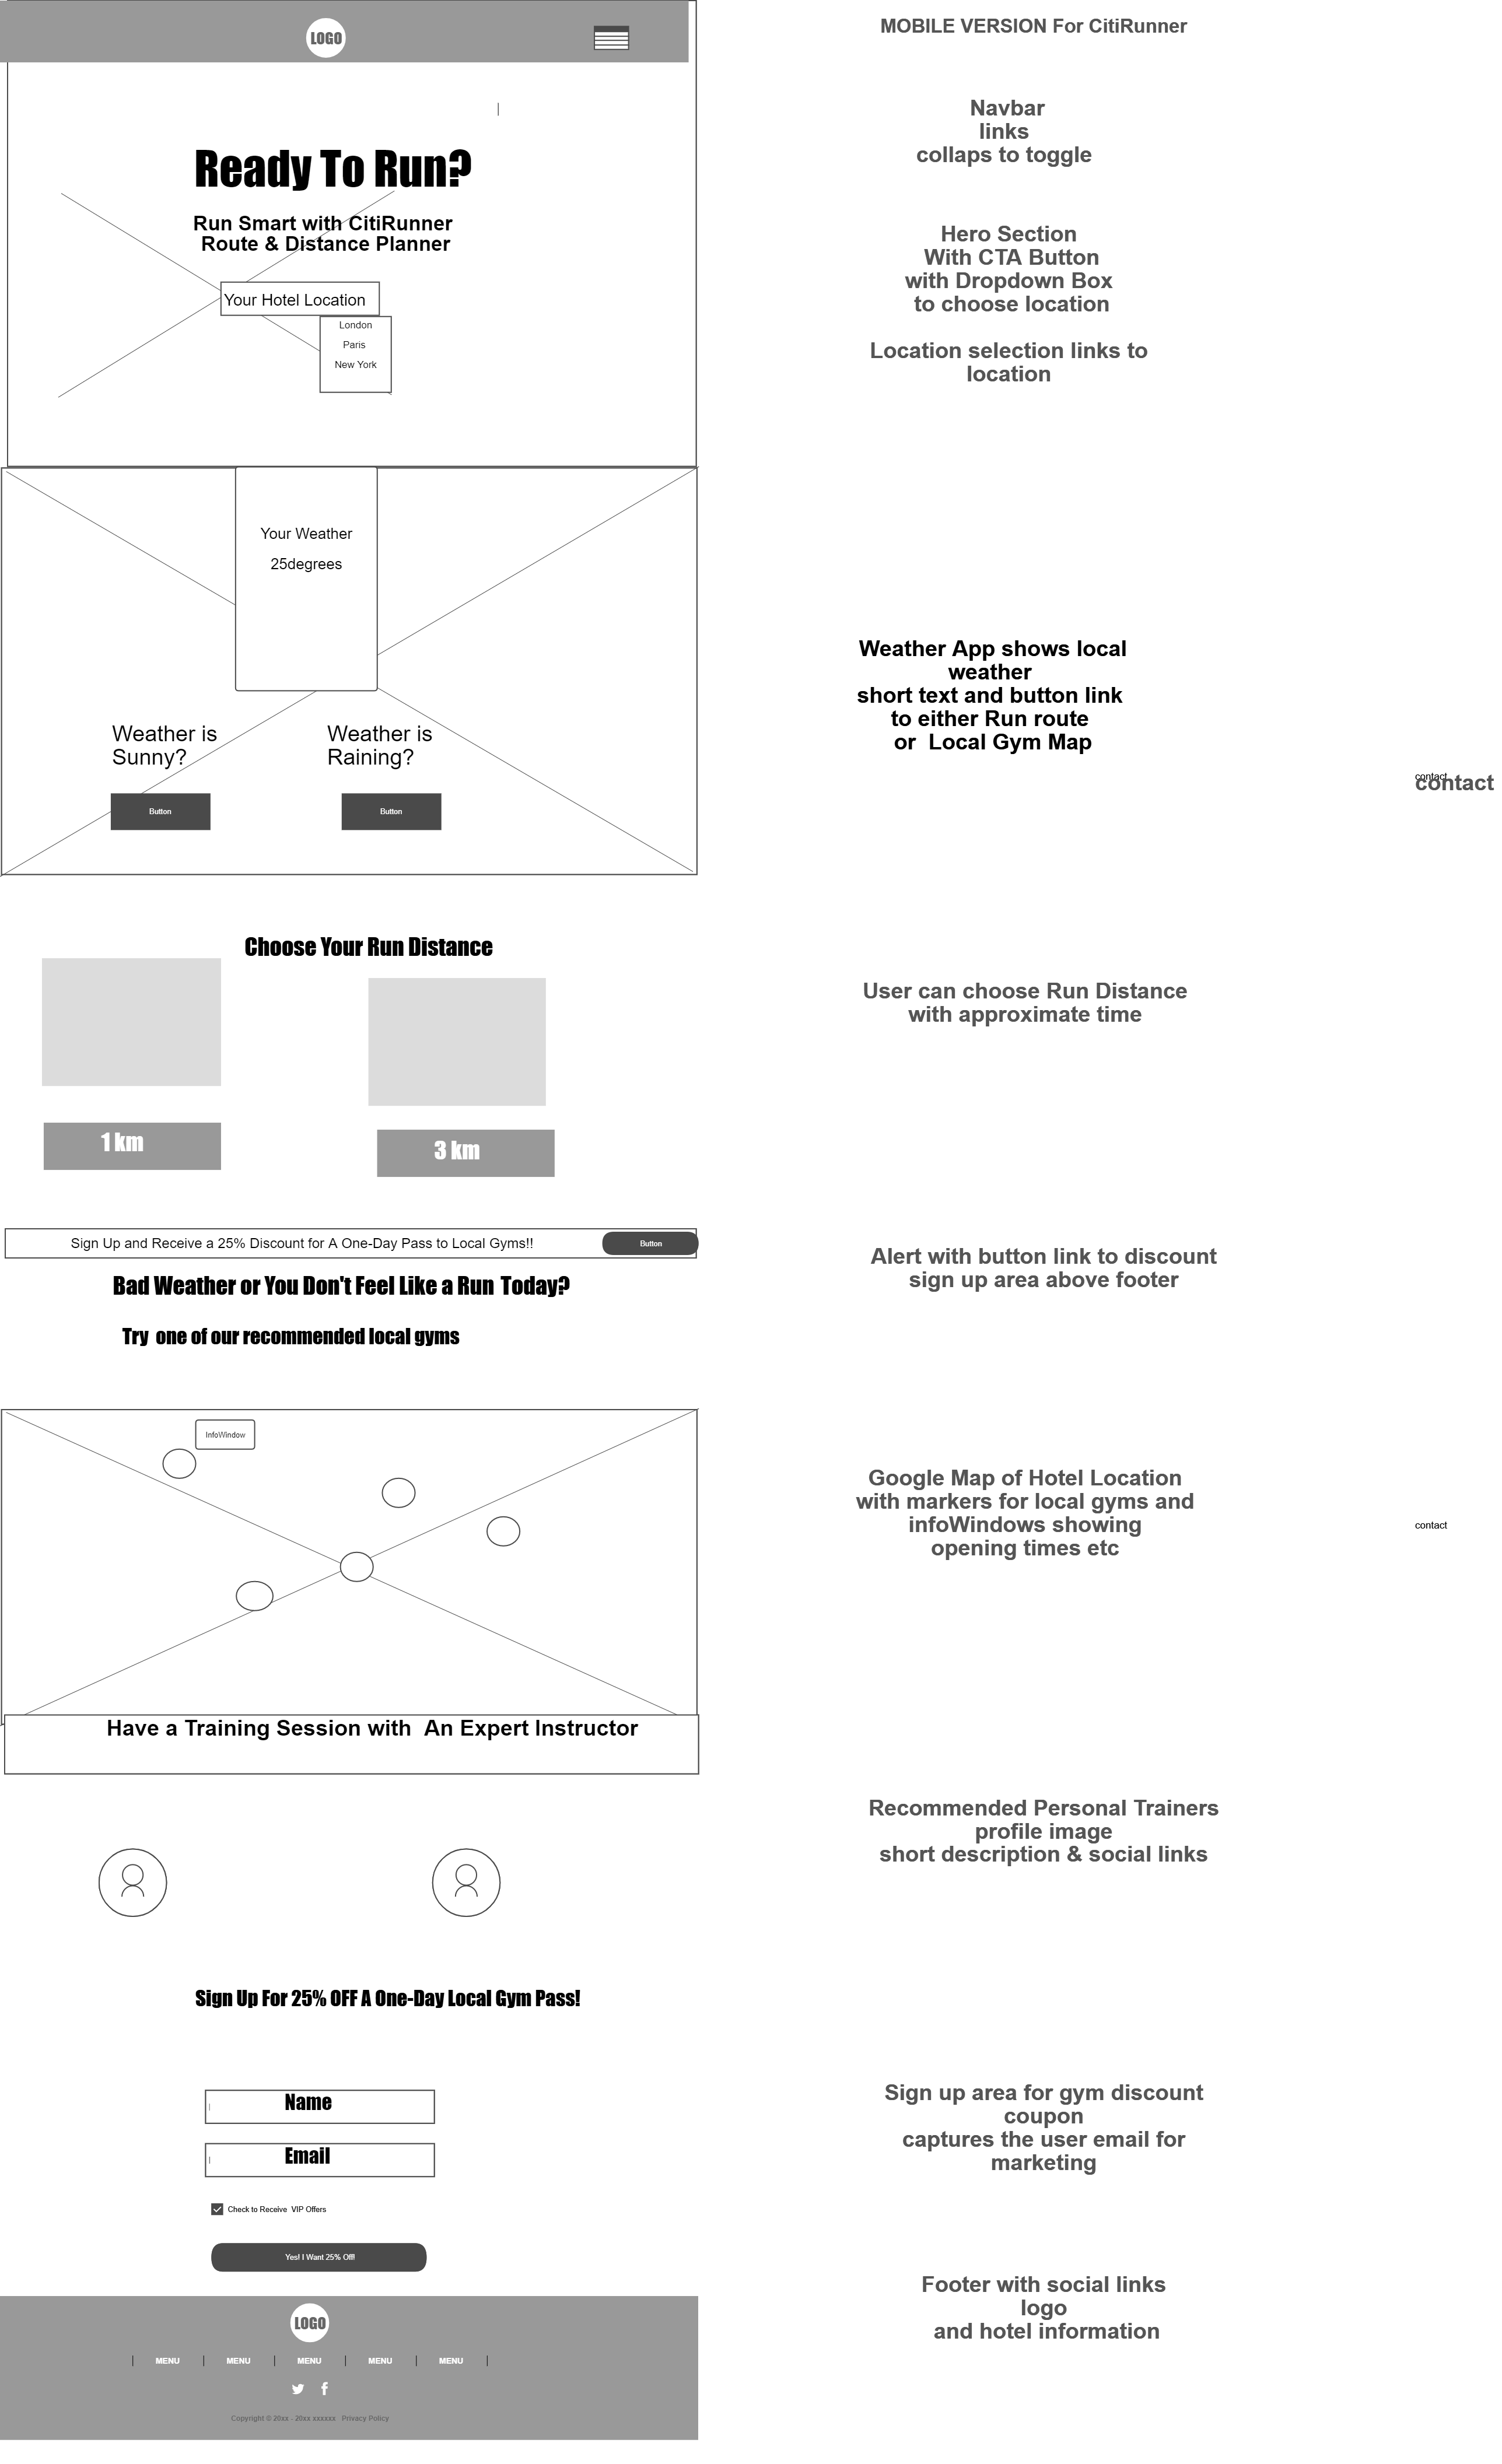 LOGO
MOBILE VERSION For CitiRunner
Navbar
links
collaps to toggle
Ready To Run?
Run Smart with CitiRunner
Route & Distance Planner
Your Hotel Location
London
Paris
New York
Hero Section
With CTA Button
with Dropdown Box
to choose location
Location selection links to
location
Your Weather
25degrees
Weather is
Sunny?
Weather is
Raining?
Button
Button
Weather App shows local
weather
short text and button link
to either Run route
or Local Gym Map
contact
contact
Choose Your Run Distance
1 km
3 km
User can choose Run Distance
with approximate time
Sign Up and Receive a 25% Discount for A One-Day Pass to Local Gyms!!
Button
Alert with button link to discount
sign up area above footer
Bad Weather or You Don't Feel Like a Run Today?
Try one of our recommended local gyms
InfoWindow
Google Map of Hotel Location
with markers for local gyms and
infoWindows showing
opening times etc
contact
Have a Training Session with An Expert Instructor
Recommended Personal Trainers
profile image
short description & social links
Sign Up For 25% OFF A One-Day Local Gym Pass!
Name
Email
Check to Receive VIP Offers
Yes! I Want 25% Off!
Sign up area for gym discount
coupon
captures the user email for
marketing
LOGO
MENU MENU MENU MENU MENU
Copyright © 20xx - 20xx xxxxxx Privacy Policy
Footer with social links
logo
and hotel information